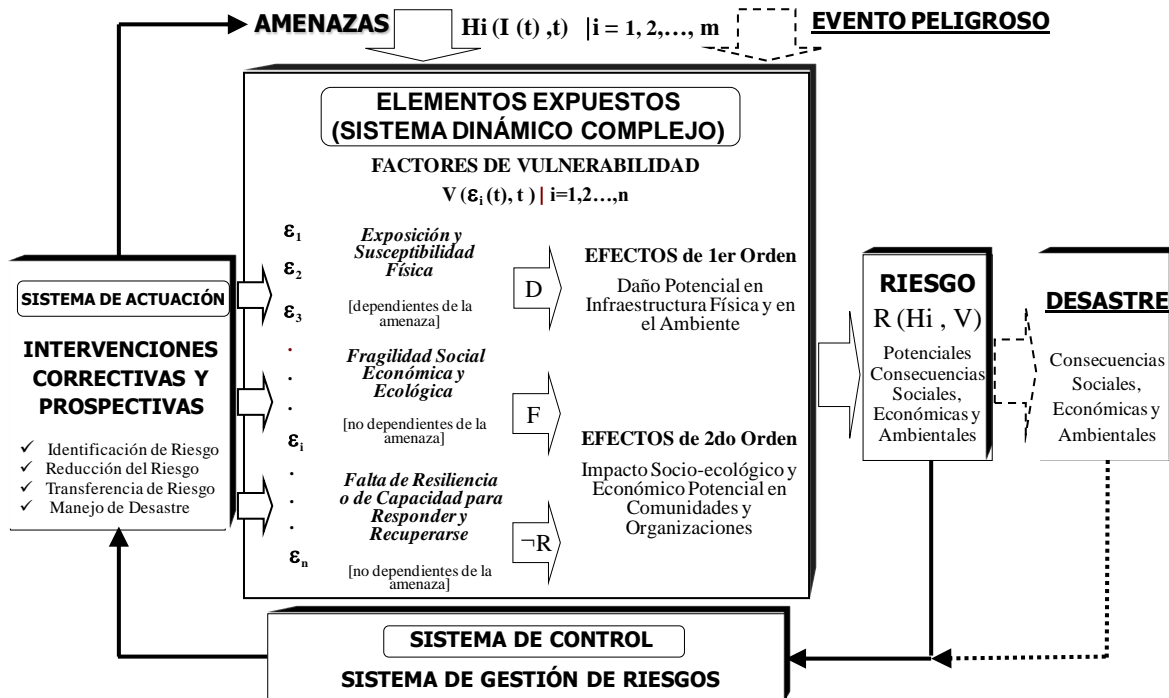 AMENAZAS
Hi (I (t) ,t) | i = 1, 2,…, m
EVENTO PELIGROSO
ELEMENTOS EXPUESTOS
(SISTEMA DINÁMICO COMPLEJO)
FACTORES DE VULNERABILIDAD
V (ε i (t), t ) | i=1,2…,n
ε1
ε2
ε3
.
.
.
εi
.
.
.
εn
Exposición y
Susceptibilidad
Física
[dependientes de la
amenaza]
D
Fragilidad Social
Económica y
Ecológica
[no dependientes de la
amenaza]
F
Falta de Resiliencia
o de Capacidad para
Responder y
Recuperarse
[no dependientes de la
amenaza]
¬R
EFECTOS de 1er Orden
Daño Potencial en
Infraestructura Física y en
el Ambiente
EFECTOS de 2do Orden
Impacto Socio-ecológico y
Económico Potencial en
Comunidades y
Organizaciones
SISTEMA DE ACTUACIÓN
INTERVENCIONES
CORRECTIVAS Y
PROSPECTIVAS
✓ Identificación de Riesgo
✓ Reducción del Riesgo
✓ Transferencia de Riesgo
✓ Manejo de Desastre
RIESGO
R (Hi , V)
Potenciales
Consecuencias
Sociales,
Económicas y
Ambientales
DESASTRE
Consecuencias
Sociales,
Económicas y
Ambientales
SISTEMA DE CONTROL
SISTEMA DE GESTIÓN DE RIESGOS